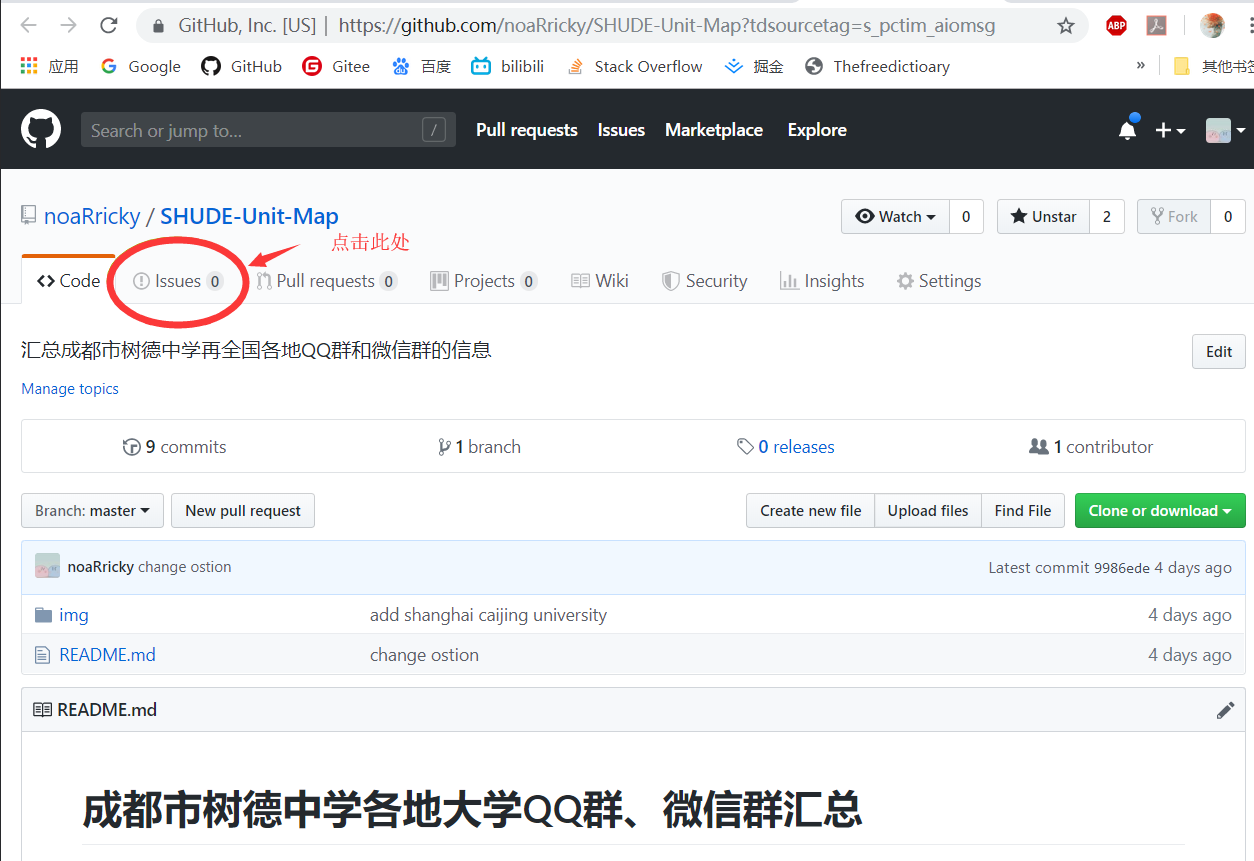 GitHub, Inc. [US] | https://github.com/noaRricky/SHUDE-Unit-Map?tdsourcetag=s_pctim_aiomsg ABP
应用 Google GitHub Gitee 百度 bilibili Stack Overflow 掘金 Thefreedictioary » 其他书签
Search or jump to... / Pull requests Issues Marketplace Explore
noaRricky / SHUDE-Unit-Map Watch 0 Unstar 2 Fork 0
点击此处
Code Issues 0 Pull requests 0 Projects 0 Wiki Security Insights Settings
汇总成都市树德中学再全国各地QQ群和微信群的信息 Edit
Manage topics
9 commits 1 branch 0 releases 1 contributor
Branch: master New pull request Create new file Upload files Find File Clone or download
noaRricky change ostion Latest commit 9986ede 4 days ago
img add shanghai caijing university 4 days ago
README.md change ostion 4 days ago
README.md
成都市树德中学各地大学QQ群、微信群汇总